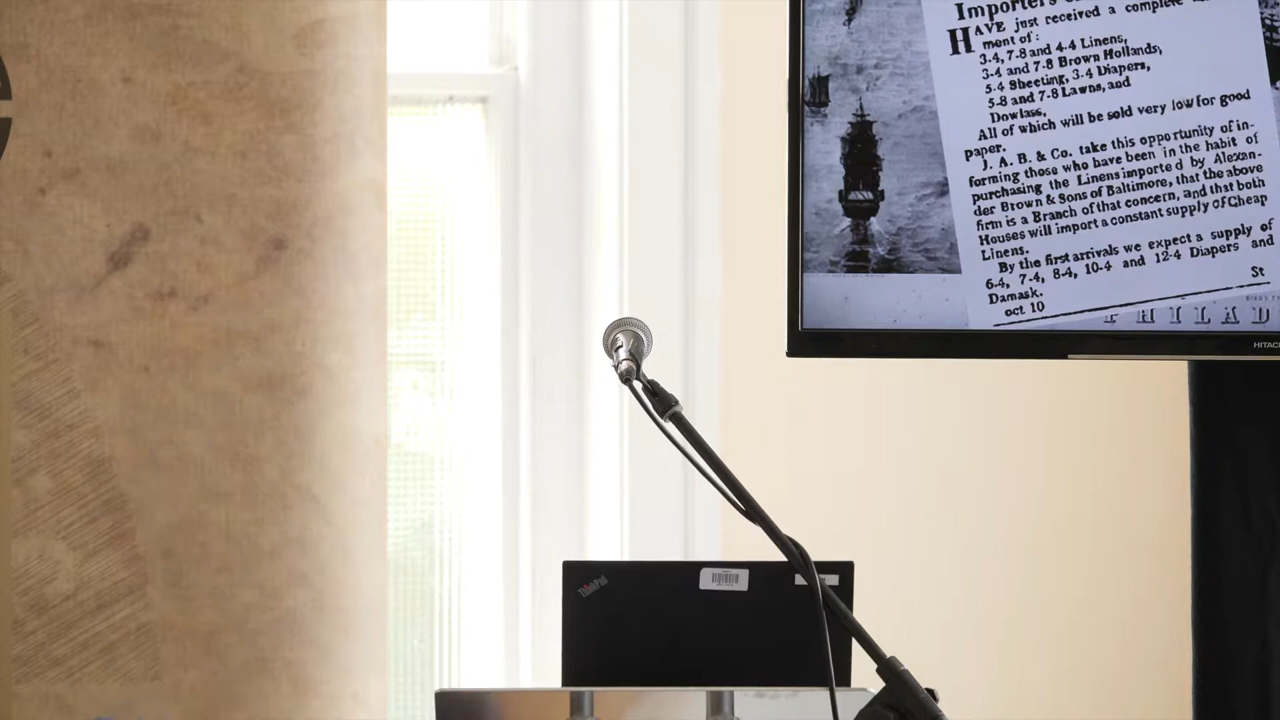 Importers
HAVE just received a complete
ment of:
3-4, 7-8 and 4-4 Linens,
3-4 and 7-8 Brown Hollands,
5-4 Sheeting, 3-4 Diapers,
5-8 and 7-8 Lawns, and
Dowlass,
All of which will be sold very low for good
paper.
J. A. B. & Co. take this opportunity of in-
forming those who have been in the habit of
purchasing the Linens imported by Alexan-
der Brown & Sons of Baltimore, that the above
firm is a Branch of that concern, and that both
Houses will import a constant supply of Cheap
Linens.
By the first arrivals we expect a supply of
6-4, 7-4, 8-4, 10-4 and 12-4 Diapers and
Damask.
oct 10
St
PHILAD
HITAC
ThinkPad